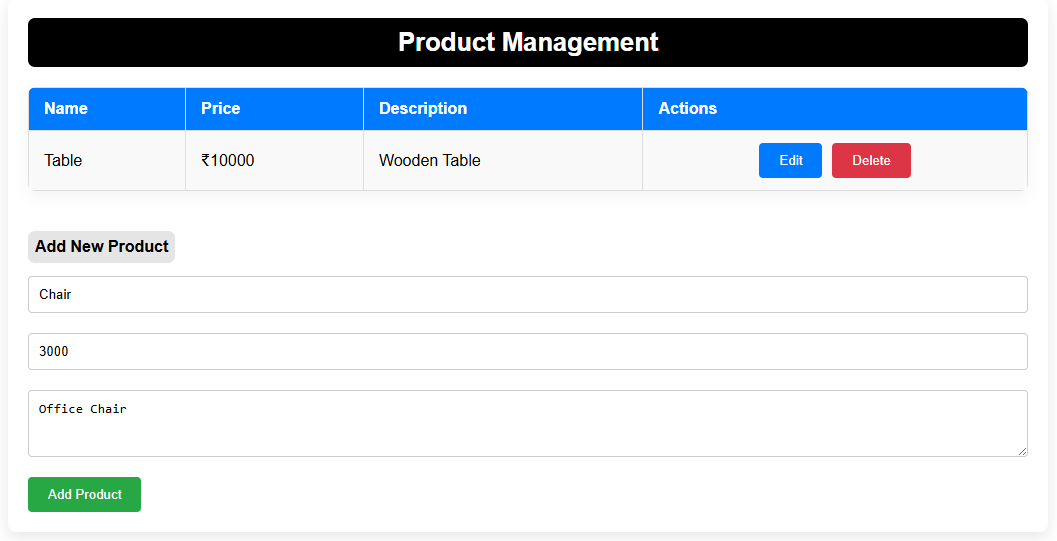 Product Management
Name Price Description Actions
Table ₹10000 Wooden Table Edit Delete
Add New Product
Chair
3000
Office Chair
Add Product